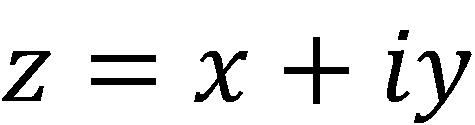 z = x + iy